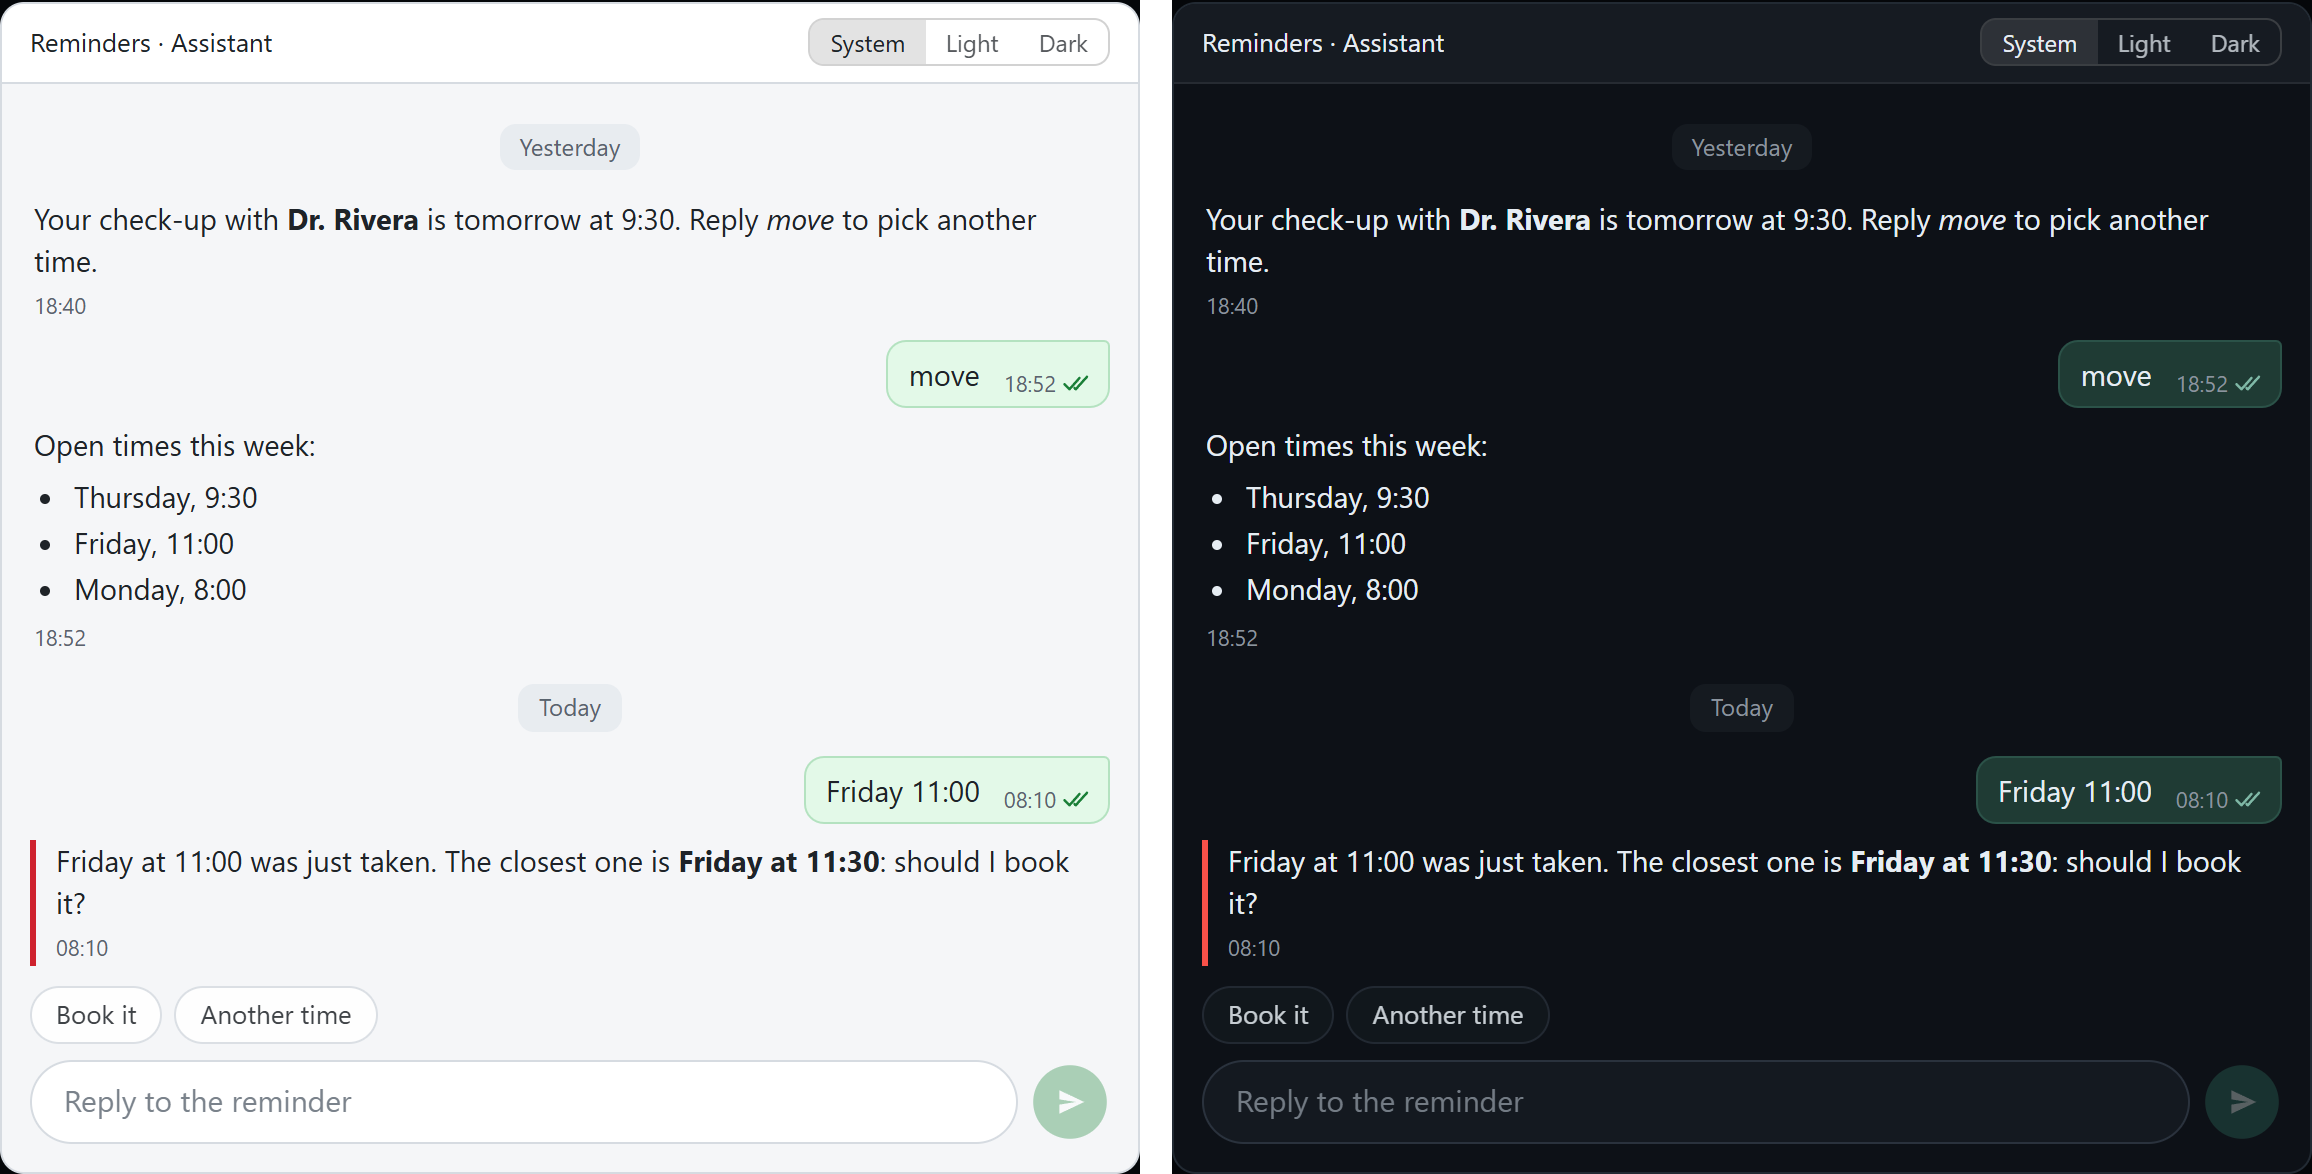 Reminders · Assistant
System Light Dark
Yesterday
Your check-up with Dr. Rivera is tomorrow at 9:30. Reply move to pick another
time.
18:40
move 18:52
Open times this week:
• Thursday, 9:30
• Friday, 11:00
• Monday, 8:00
18:52
Today
Friday 11:00 08:10
Friday at 11:00 was just taken. The closest one is Friday at 11:30: should I book
it?
08:10
Book it Another time
Reply to the reminder
Reminders · Assistant
System Light Dark
Yesterday
Your check-up with Dr. Rivera is tomorrow at 9:30. Reply move to pick another
time.
18:40
move 18:52
Open times this week:
• Thursday, 9:30
• Friday, 11:00
• Monday, 8:00
18:52
Today
Friday 11:00 08:10
Friday at 11:00 was just taken. The closest one is Friday at 11:30: should I book
it?
08:10
Book it Another time
Reply to the reminder